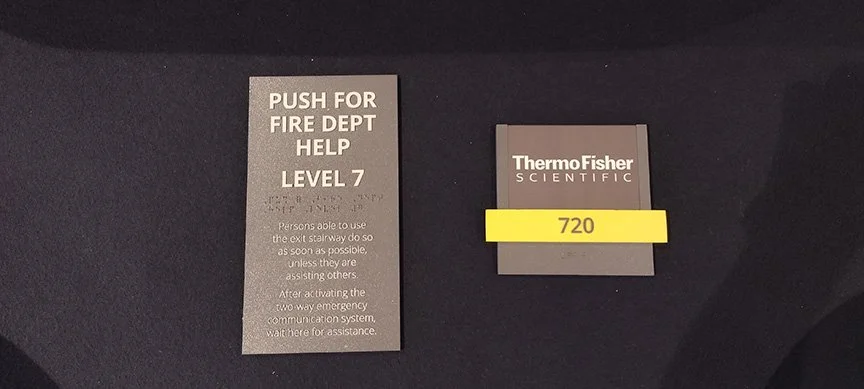 PUSH FOR
FIRE DEPT
HELP
LEVEL 7
Persons able to use
the exit stairway do so
as soon as possible,
unless they are
assisting others.
After activating the
two-way emergency
communication system,
wait here for assistance.
ThermoFisher
SCIENTIFIC
720